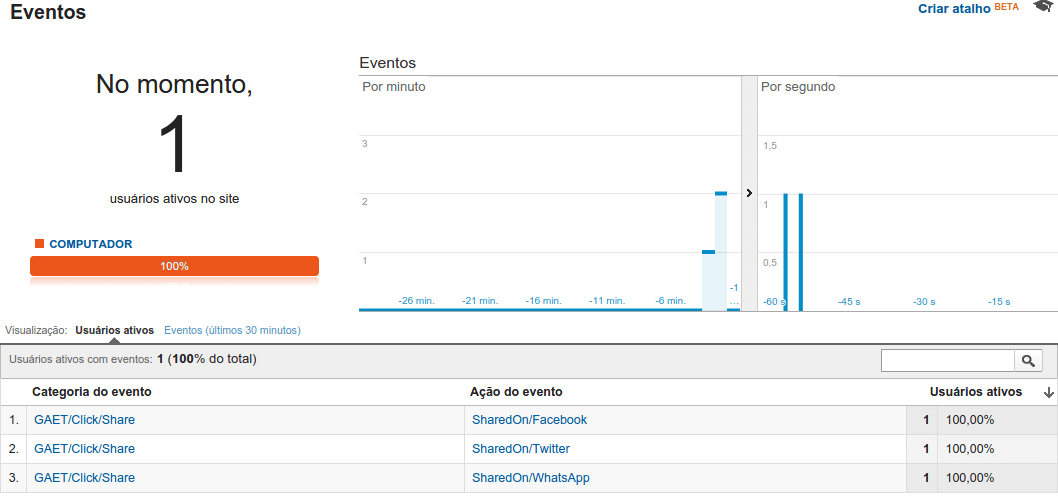 Eventos
Criar atalho BETA
No momento,
1
usuários ativos no site
COMPUTADOR
100%
Eventos
Por minuto
Por segundo
3
2
1
1,5
1
0,5
-26 min.
-21 min.
-16 min.
-11 min.
-6 min.
-1
...
-60 s
-45 s
-30 s
-15 s
Visualização: Usuários ativos Eventos (últimos 30 minutos)
Usuários ativos com eventos: 1 (100% do total)
Categoria do evento Ação do evento Usuários ativos
1. GAET/Click/Share SharedOn/Facebook 1 100,00%
2. GAET/Click/Share SharedOn/Twitter 1 100,00%
3. GAET/Click/Share SharedOn/WhatsApp 1 100,00%